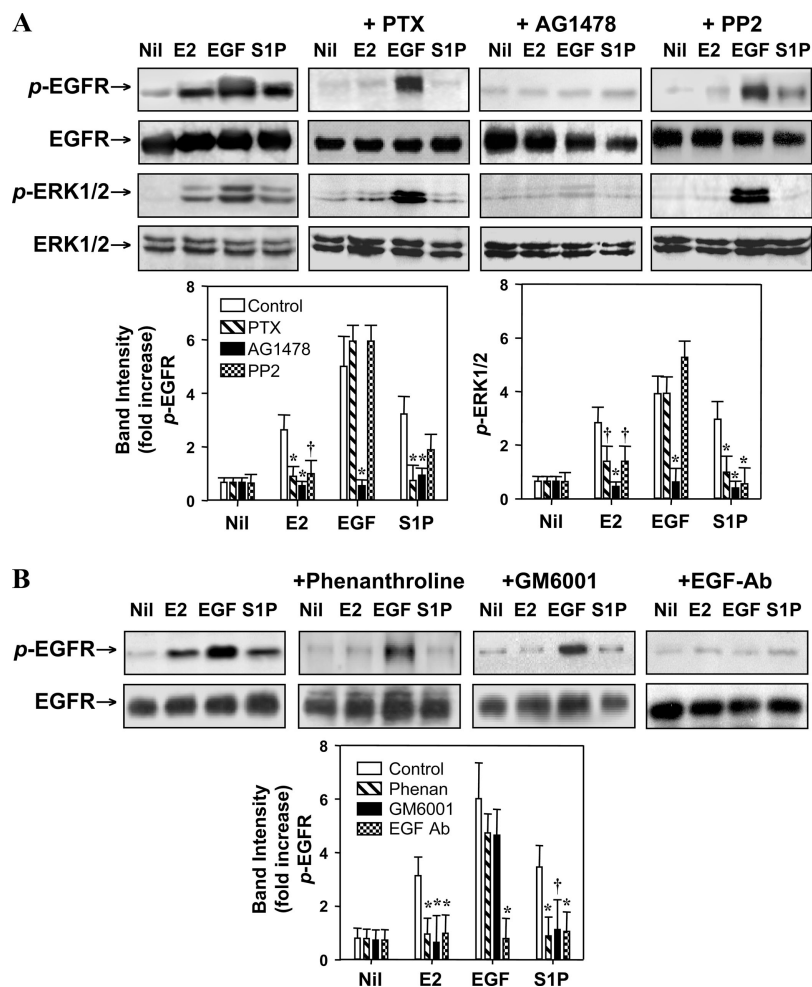 A
+ PTX + AG1478 + PP2
Nil E2 EGF S1P Nil E2 EGF S1P Nil E2 EGF S1P Nil E2 EGF S1P
p-EGFR→
EGFR→
p-ERK1/2→
ERK1/2→
Band Intensity
(fold increase)
p-EGFR
8
6
4
2
0
Control
PTX
AG1478
PP2
* * †
*
* *
Nil E2 EGF S1P
p-ERK1/2
8
6
4
2
0
† * †
*
* * *
Nil E2 EGF S1P
B
+Phenanthroline +GM6001 +EGF-Ab
Nil E2 EGF S1P Nil E2 EGF S1P Nil E2 EGF S1P Nil E2 EGF S1P
p-EGFR→
EGFR→
Band Intensity
(fold increase)
p-EGFR
8
6
4
2
0
Control
Phenan
GM6001
EGF Ab
* * *
*
* † *
Nil E2 EGF S1P